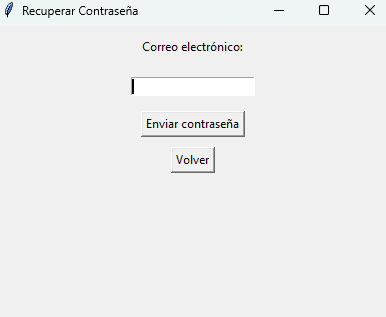 Recuperar Contraseña
Correo electrónico:
Enviar contraseña
Volver